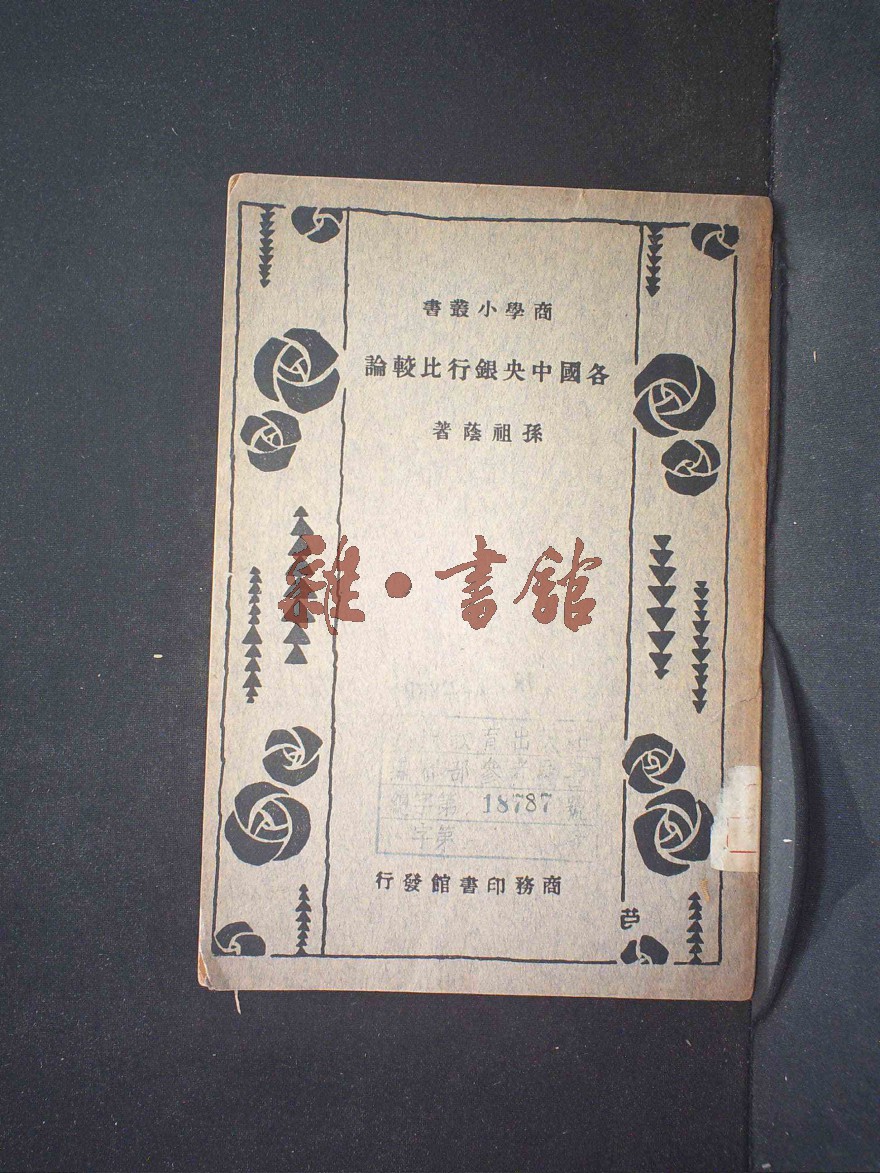 商學小叢書
各國中央銀行比較論
孫祖蔭著
雜·書館
18787
商務印書館發行